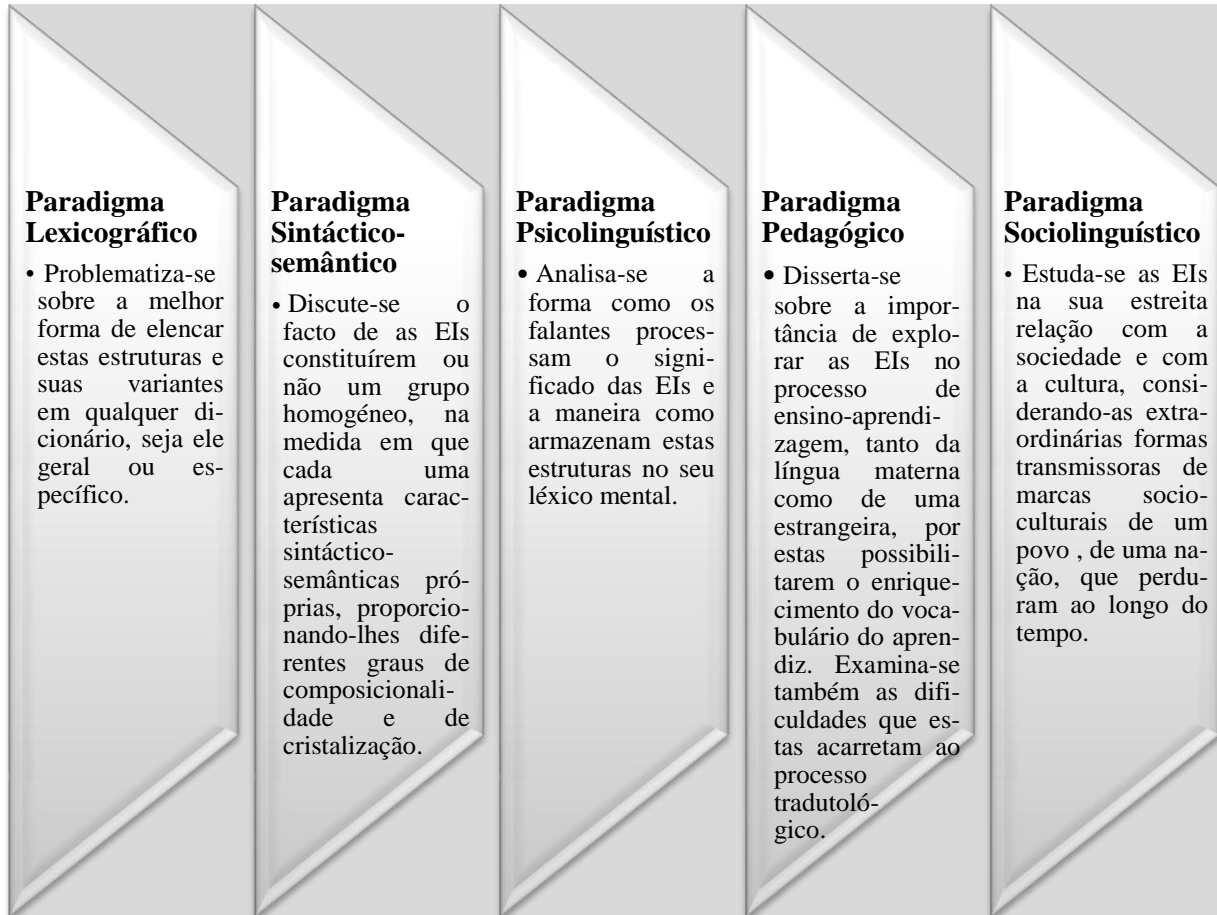 Paradigma
Lexicográfico
• Problematiza-se
sobre a melhor
forma de elencar
estas estruturas e
suas variantes
em qualquer di-
cionário, seja ele
geral ou es-
pecífico.
Paradigma
Sintáctico-
semântico
• Discute-se o
facto de as EIs
constituírem ou
não um grupo
homogéneo, na
medida em que
cada uma
apresenta carac-
terísticas
sintáctico-
semânticas pró-
prias, proporcio-
nando-lhes dife-
rentes graus de
composicionali-
dade e de
cristalização.
Paradigma
Psicolinguístico
• Analisa-se a
forma como os
falantes proces-
sam o signi-
ficado das EIs e
a maneira como
armazenam estas
estruturas no seu
léxico mental.
Paradigma
Pedagógico
• Disserta-se
sobre a impor-
tância de explo-
rar as EIs no
processo de
ensino-aprendi-
zagem, tanto da
língua materna
como de uma
estrangeira, por
estas possibili-
tarem o enrique-
cimento do voca-
bulário do apren-
diz. Examina-se
também as difi-
culdades que es-
tas acarretam ao
processo
tradutoló-
gico.
Paradigma
Sociolinguístico
• Estuda-se as EIs
na sua estreita
relação com a
sociedade e com
a cultura, consi-
derando-as extra-
ordinárias formas
transmissoras de
marcas socio-
culturais de um
povo , de uma na-
ção, que perdu-
ram ao longo do
tempo.